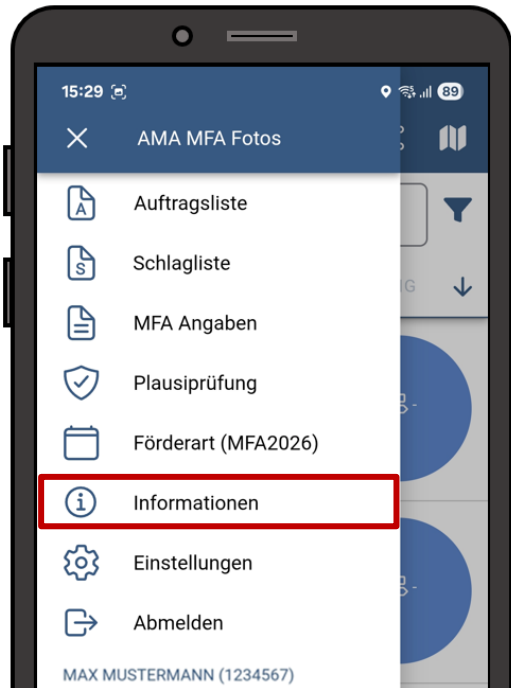 15:29 89
AMA MFA Fotos
Auftragsliste
Schlagliste
MFA Angaben
Plausiprüfung
Förderart (MFA2026)
Informationen
Einstellungen
Abmelden
MAX MUSTERMANN (1234567)